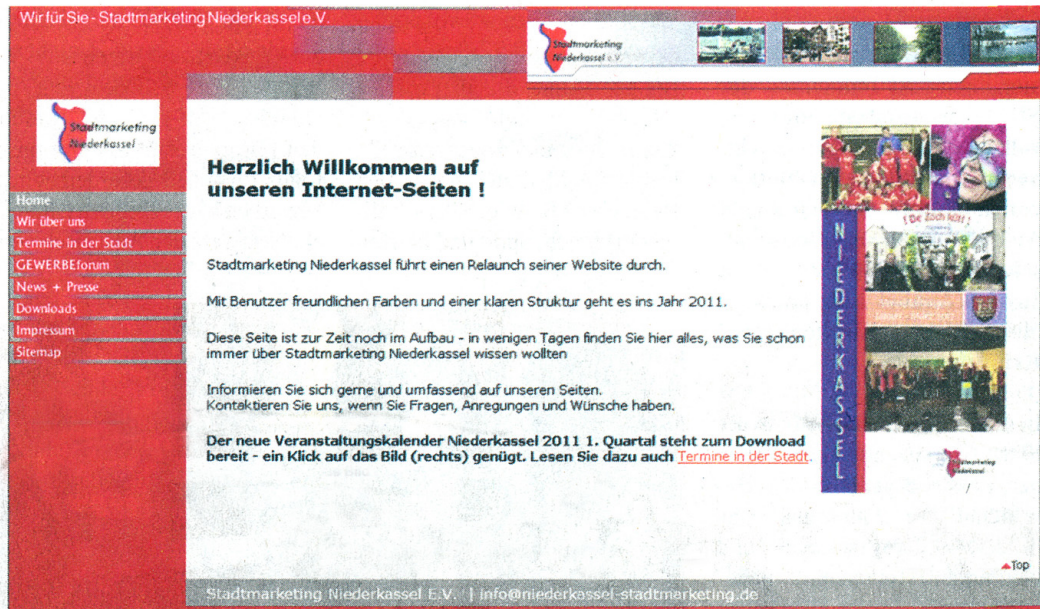 Wir für Sie - Stadtmarketing Niederkassel e.V.
Stadtmarketing
Niederkassel e.V.
Stadtmarketing
Niederkassel e.V.
Home
Wir über uns
Termine in der Stadt
GEWERBEforum
News + Presse
Downloads
Impressum
Sitemap
Herzlich Willkommen auf
unseren Internet-Seiten !
Stadtmarketing Niederkassel führt einen Relaunch seiner Website durch.
Mit Benutzer freundlichen Farben und einer klaren Struktur geht es ins Jahr 2011.
Diese Seite ist zur Zeit noch im Aufbau - in wenigen Tagen finden Sie hier alles, was Sie schon
immer über Stadtmarketing Niederkassel wissen wollten
Informieren Sie sich gerne und umfassend auf unseren Seiten.
Kontaktieren Sie uns, wenn Sie Fragen, Anregungen und Wünsche haben.
Der neue Veranstaltungskalender Niederkassel 2011 1. Quartal steht zum Download
bereit - ein Klick auf das Bild (rechts) genügt. Lesen Sie dazu auch Termine in der Stadt.
! De Zoch kütt !
NIEDERKASSEL
Veranstaltungen
Stadtmarketing
Niederkassel
Top
Stadtmarketing Niederkassel E.V. | info@niederkassel-stadtmarketing.de